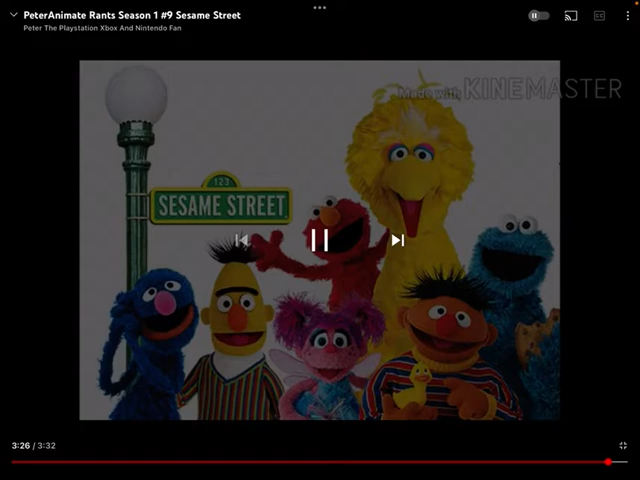 PeterAnimate Rants Season 1 #9 Sesame Street
Peter The Playstation Xbox And Nintendo Fan
CC
Made with KINEMASTER
123
SESAME STREET
3:26 / 3:32